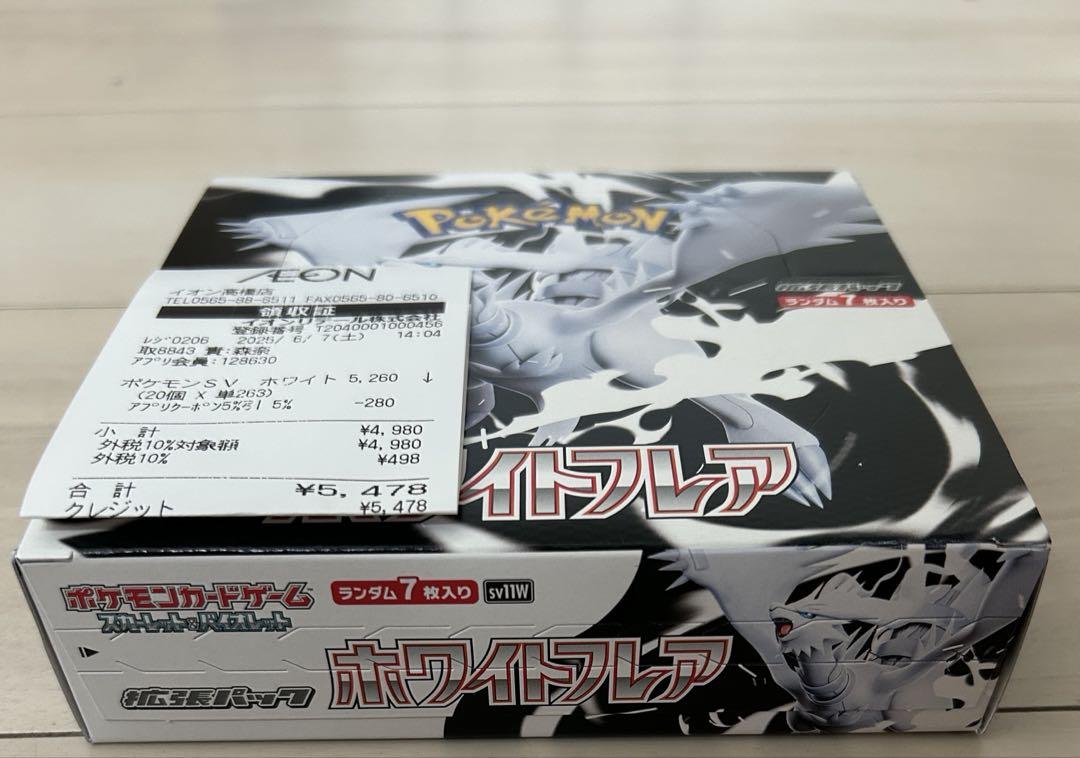 POKéMON
拡張パック
ランダム7枚入り
イトフレア
ÆON
イオン高橋店
TEL0565-88-6511 FAX0565-80-6510
領収証
イオンリテール株式会社
登録番号 T2040001000456
レジ0206 2025/ 6/ 7(土) 14:04
取8843 責:森奈
アプリ会員:128630
ポケモンSV ホワイト 5,260 ↓
(20個 X 単263)
アプリクーポン5%引 5% -280
小 計 ¥4,980
外税10%対象額 ¥4,980
外税10% ¥498
合 計 ¥5,478
クレジット ¥5,478
ポケモンカードゲーム
スカーレット&バイオレット
ランダム7枚入り SV11W
拡張パック
ホワイトフレア